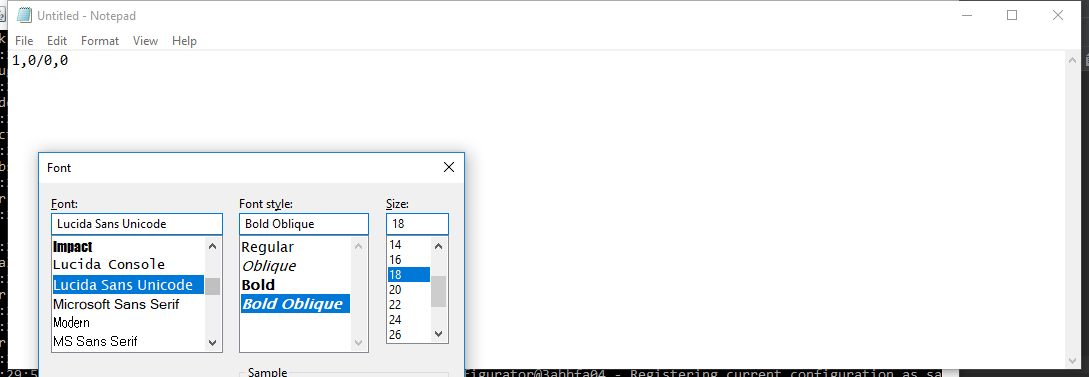 Untitled - Notepad
File Edit Format View Help
1,0/0,0
Font
Font: Font style: Size:
Lucida Sans Unicode Bold Oblique 18
Impact Regular 14
Lucida Console Oblique 16
Lucida Sans Unicode Bold 18
Microsoft Sans Serif Bold Oblique 20
Modern 22
MS Sans Serif 24
26
Sample
:29:5 figurator@3abbfa04 - Registering current configuration as sa